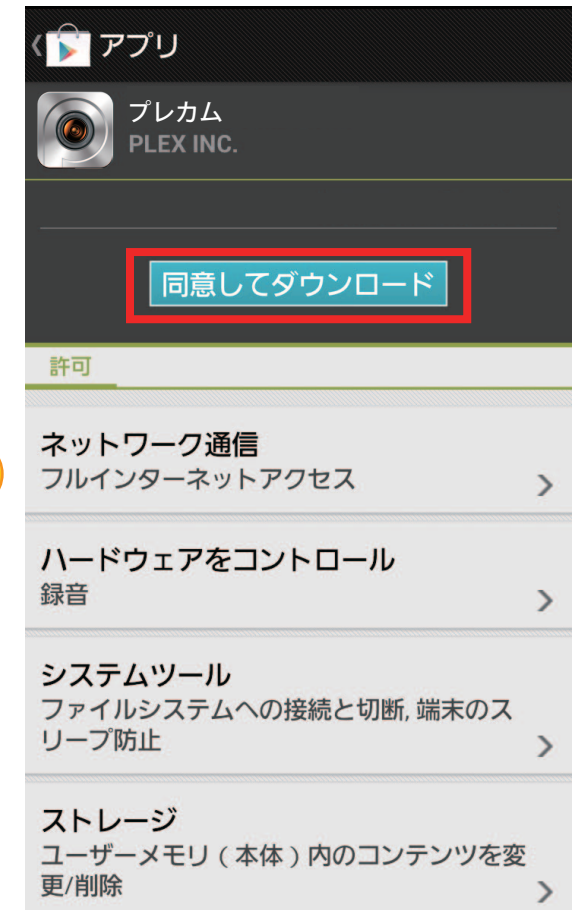 アプリ
プレカム
PLEX INC.
同意してダウンロード
許可
ネットワーク通信
フルインターネットアクセス
ハードウェアをコントロール
録音
システムツール
ファイルシステムへの接続と切断, 端末のス
リープ防止
ストレージ
ユーザーメモリ ( 本体 ) 内のコンテンツを変
更/削除